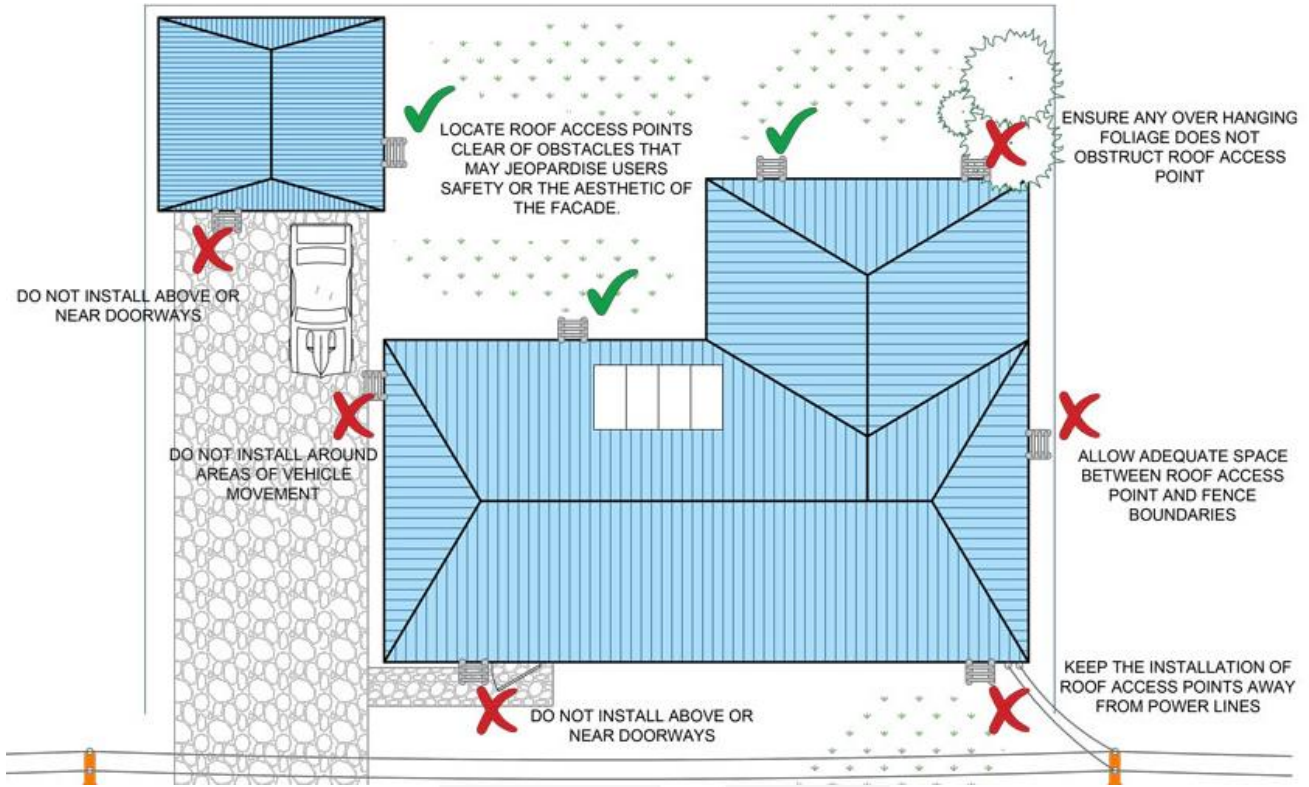 LOCATE ROOF ACCESS POINTS
CLEAR OF OBSTACLES THAT
MAY JEOPARDISE USERS
SAFETY OR THE AESTHETIC OF
THE FACADE.
ENSURE ANY OVER HANGING
FOLIAGE DOES NOT
OBSTRUCT ROOF ACCESS
POINT
DO NOT INSTALL ABOVE OR
NEAR DOORWAYS
DO NOT INSTALL AROUND
AREAS OF VEHICLE
MOVEMENT
ALLOW ADEQUATE SPACE
BETWEEN ROOF ACCESS
POINT AND FENCE
BOUNDARIES
DO NOT INSTALL ABOVE OR
NEAR DOORWAYS
KEEP THE INSTALLATION OF
ROOF ACCESS POINTS AWAY
FROM POWER LINES